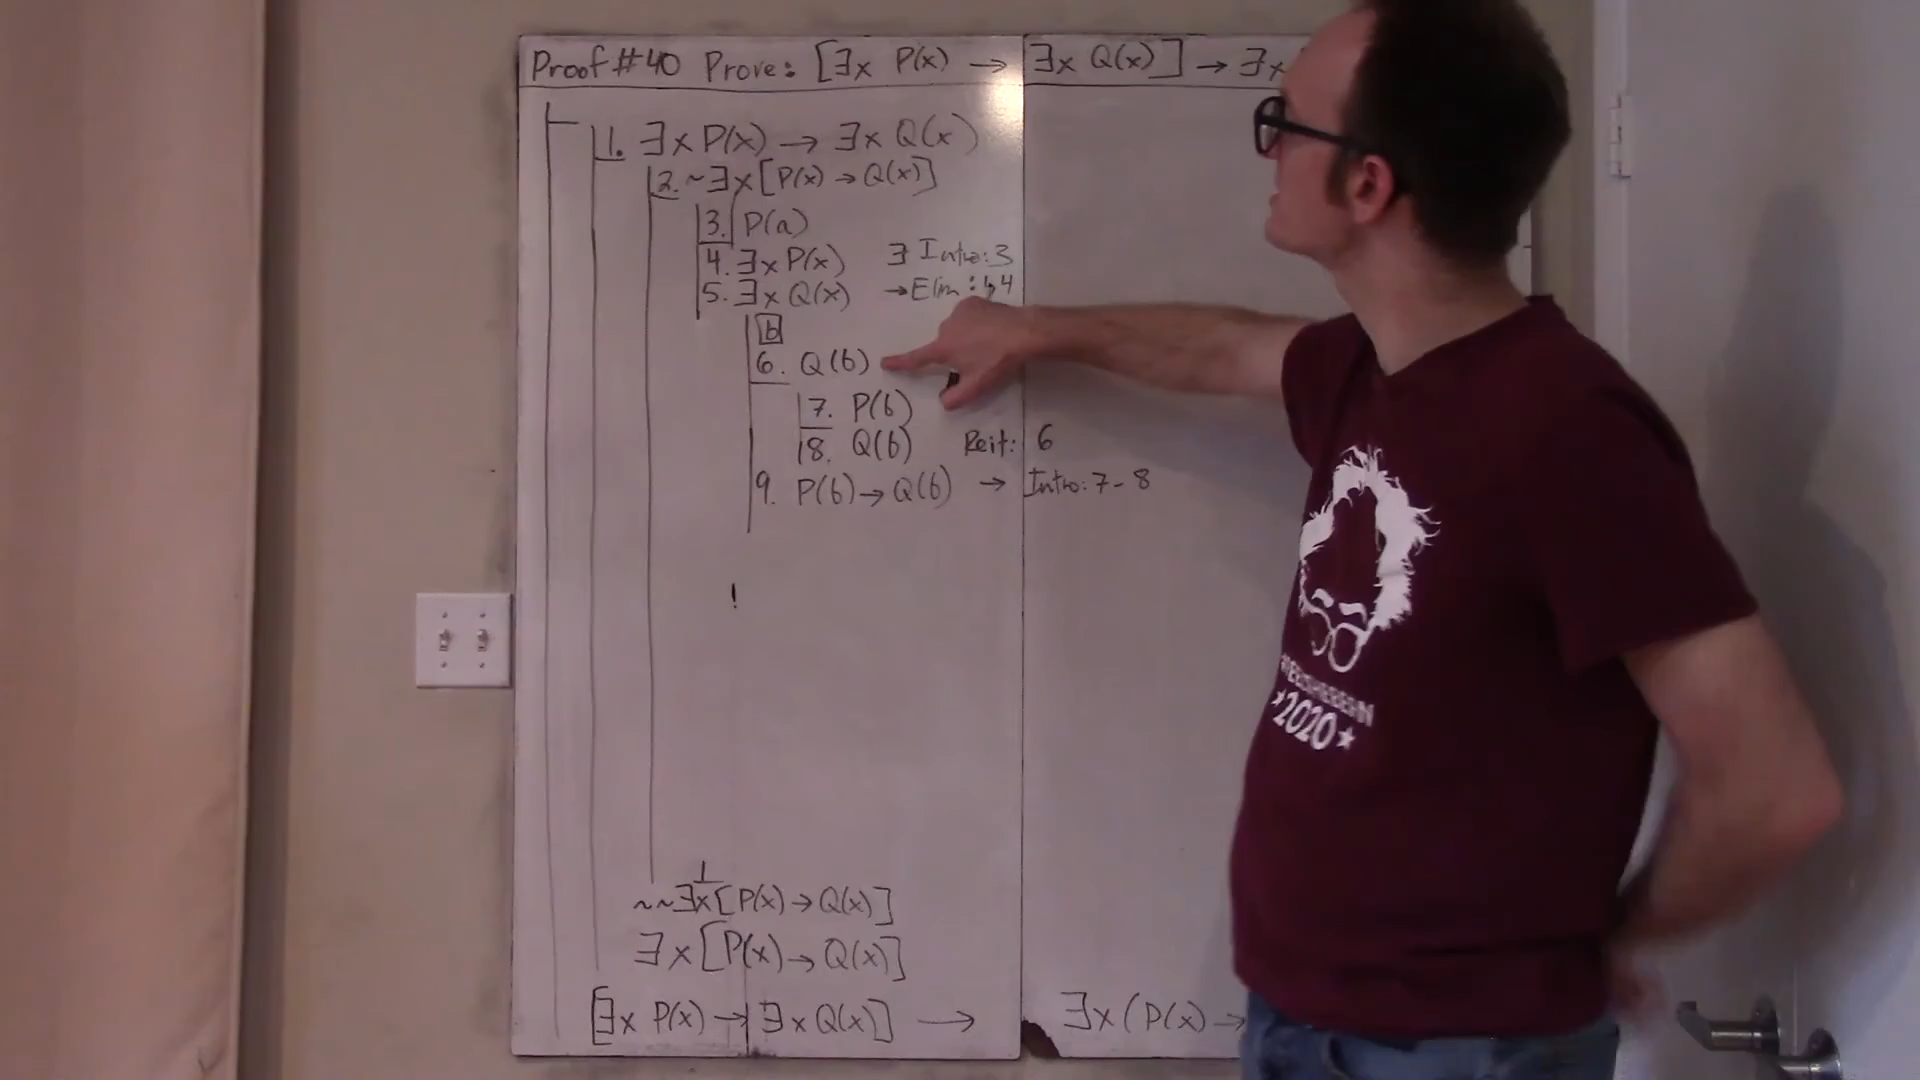 Proof #40 Prove: [∃x P(x) → ∃x Q(x)] → ∃x
1. ∃x P(x) → ∃x Q(x)
2. ~∃x[P(x) → Q(x)]
3. P(a)
4. ∃x P(x) ∃ Intro: 3
5. ∃x Q(x) → Elim: 1,4
b
6. Q(b)
7. P(b)
8. Q(b) Reit: 6
9. P(b) → Q(b) → Intro: 7-8
⊥
~~∃x[P(x) → Q(x)]
∃x[P(x) → Q(x)]
[∃x P(x) → ∃x Q(x)] → ∃x(P(x) →
2020